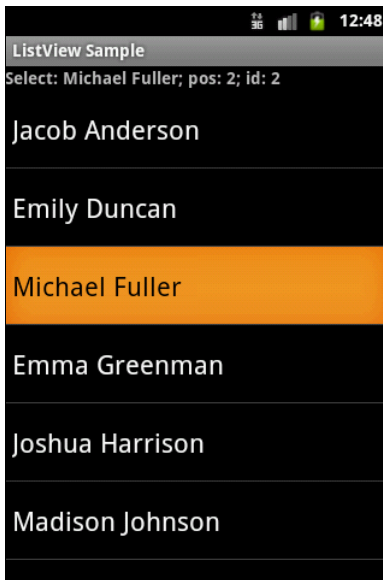 3G 12:48
ListView Sample
Select: Michael Fuller; pos: 2; id: 2
Jacob Anderson
Emily Duncan
Michael Fuller
Emma Greenman
Joshua Harrison
Madison Johnson